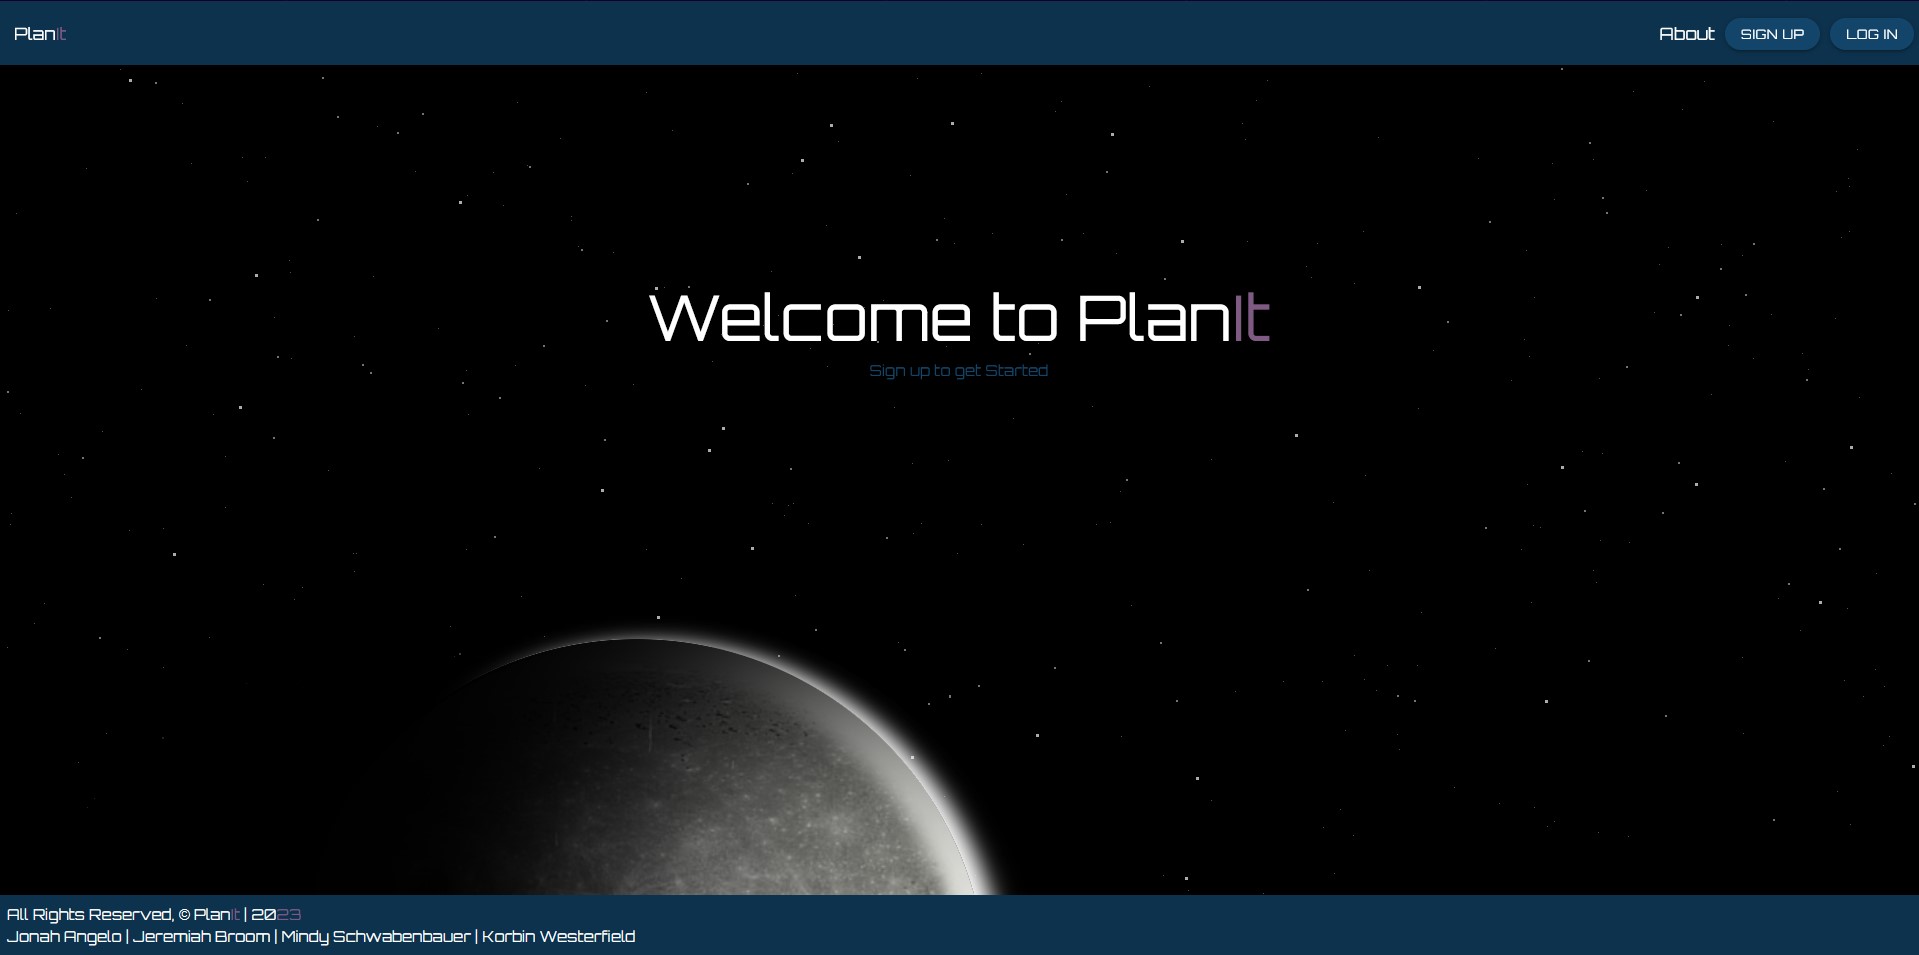 PlanIt
About
SIGN UP
LOG IN
Welcome to PlanIt
Sign up to get Started
All Rights Reserved, © PlanIt | 2023
Jonah Angelo | Jeremiah Broom | Mindy Schwabenbauer | Korbin Westerfield